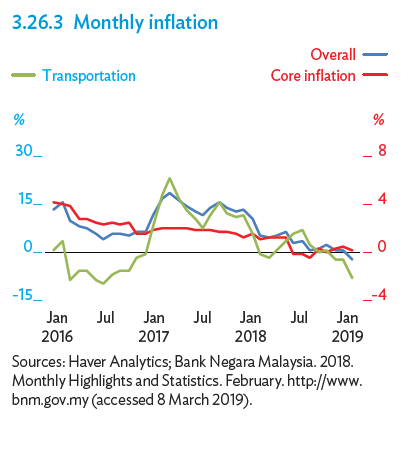 3.26.3 Monthly inflation
Overall
Transportation
Core inflation
%
%
30
8
15
4
0
0
-15
-4
Jan Jul Jan Jul Jan Jul Jan
2016 2017 2018 2019
Sources: Haver Analytics; Bank Negara Malaysia. 2018.
Monthly Highlights and Statistics. February. http://www.
bnm.gov.my (accessed 8 March 2019).